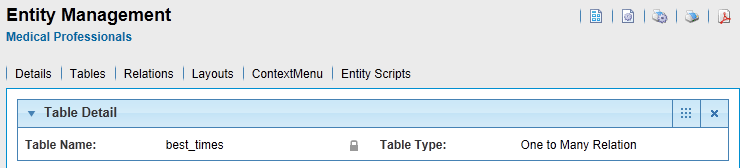 Entity Management
Medical Professionals
Details Tables Relations Layouts ContextMenu Entity Scripts
Table Detail
Table Name: best_times Table Type: One to Many Relation